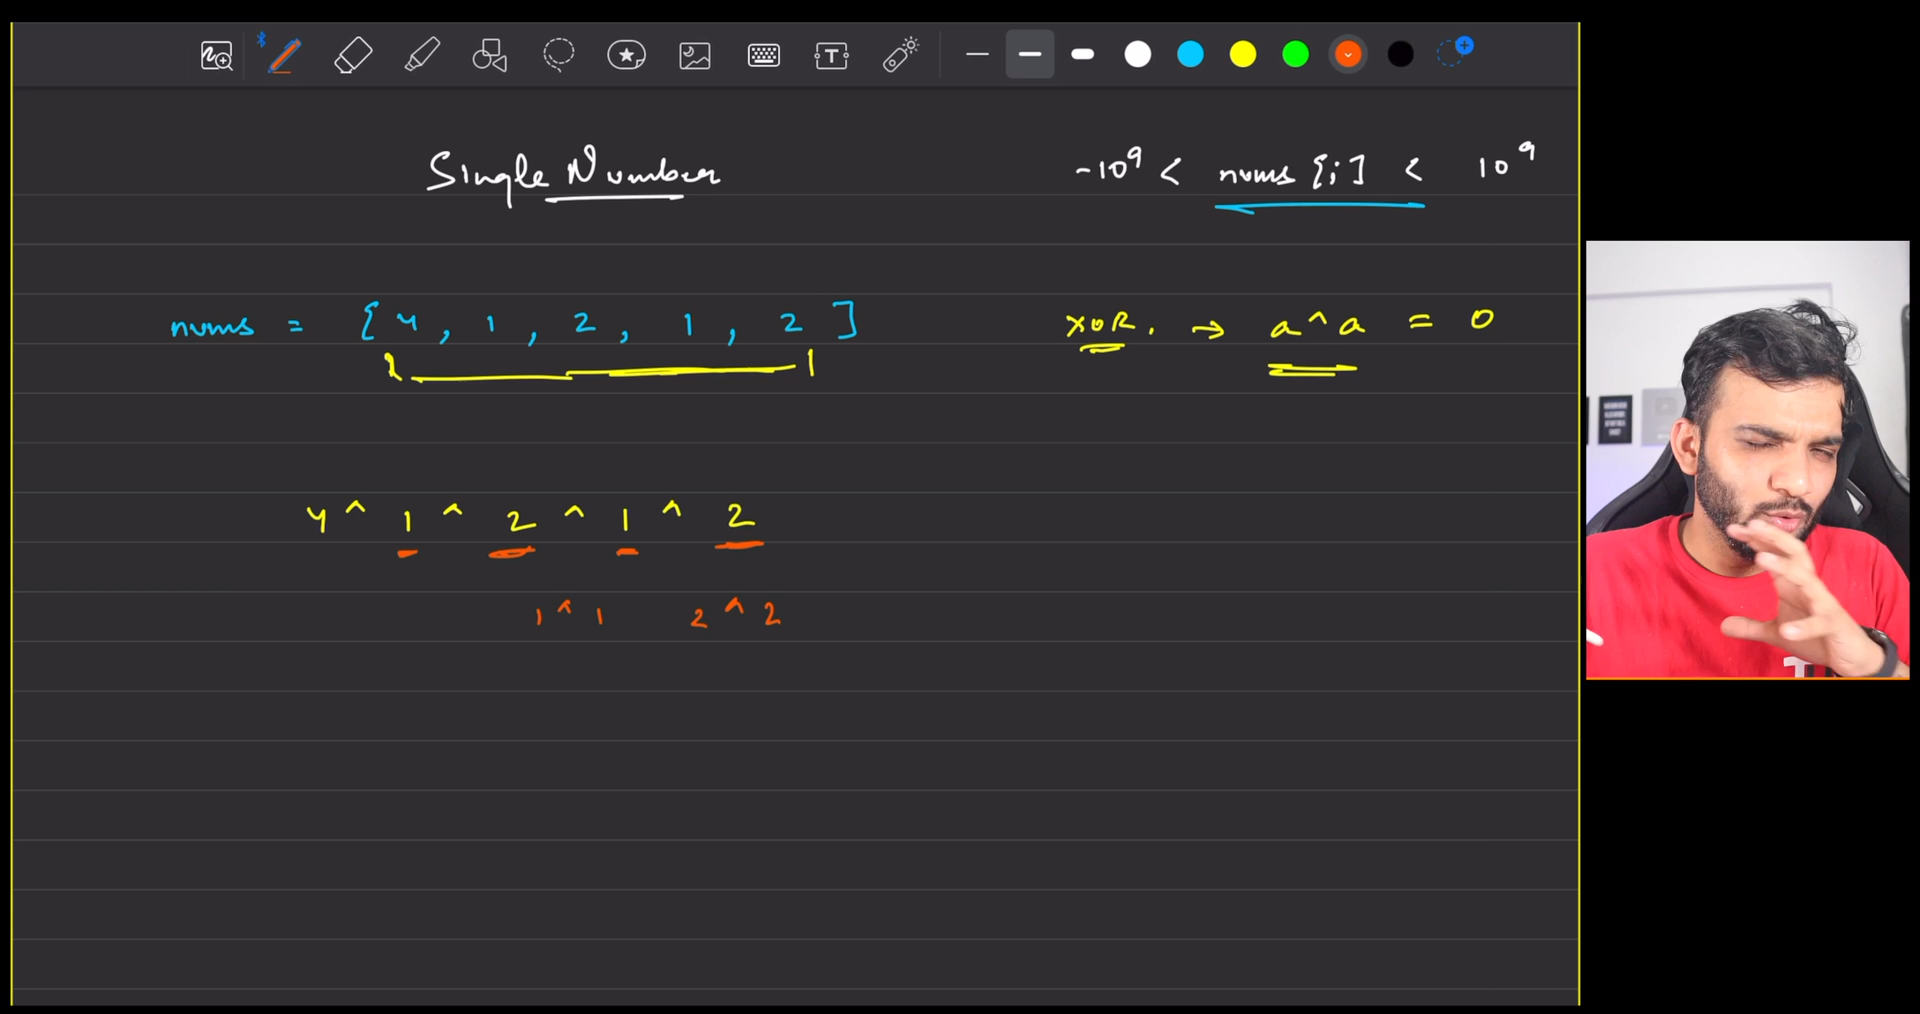 Single Number
-10⁹ < nums [i] < 10⁹
nums = [ 4, 1, 2, 1, 2 ]
XOR. → a ^ a = 0
4 ^ 1 ^ 2 ^ 1 ^ 2
1 ^ 1 2 ^ 2